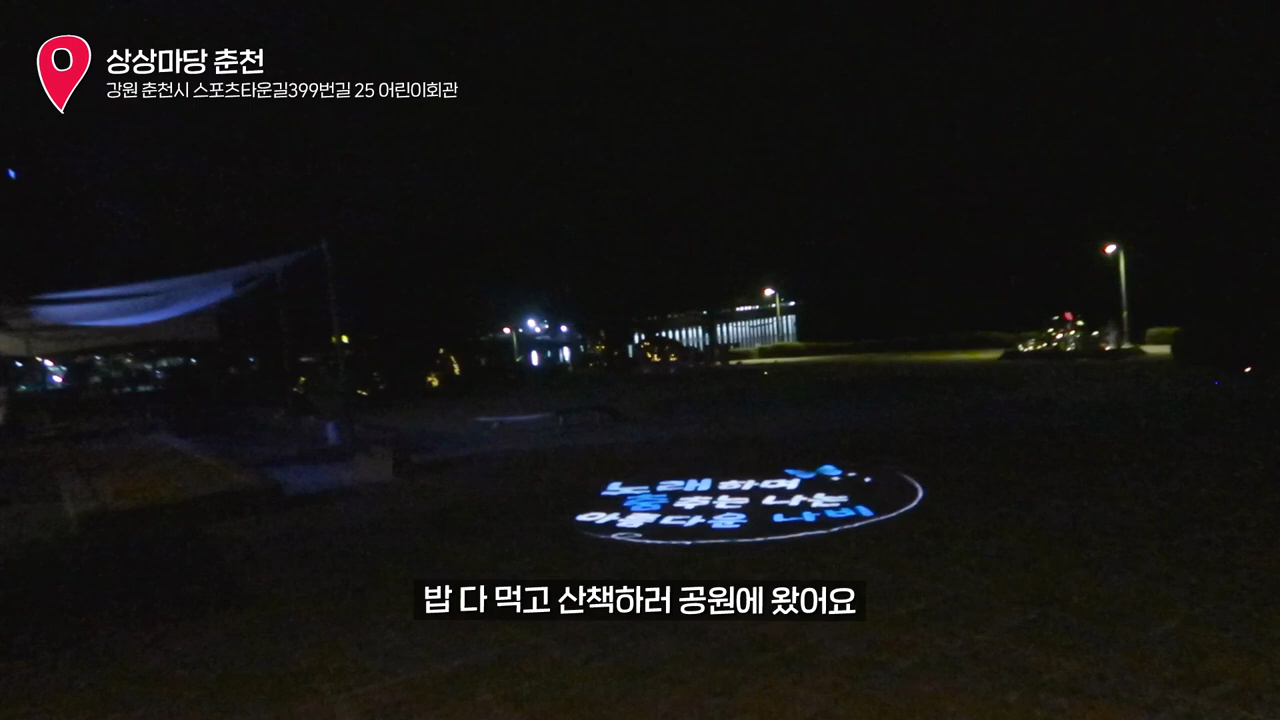 상상마당 춘천
강원 춘천시 스포츠타운길399번길 25 어린이회관
노래하며
춤 추는 나는
아름다운 나비
밥 다 먹고 산책하러 공원에 왔어요